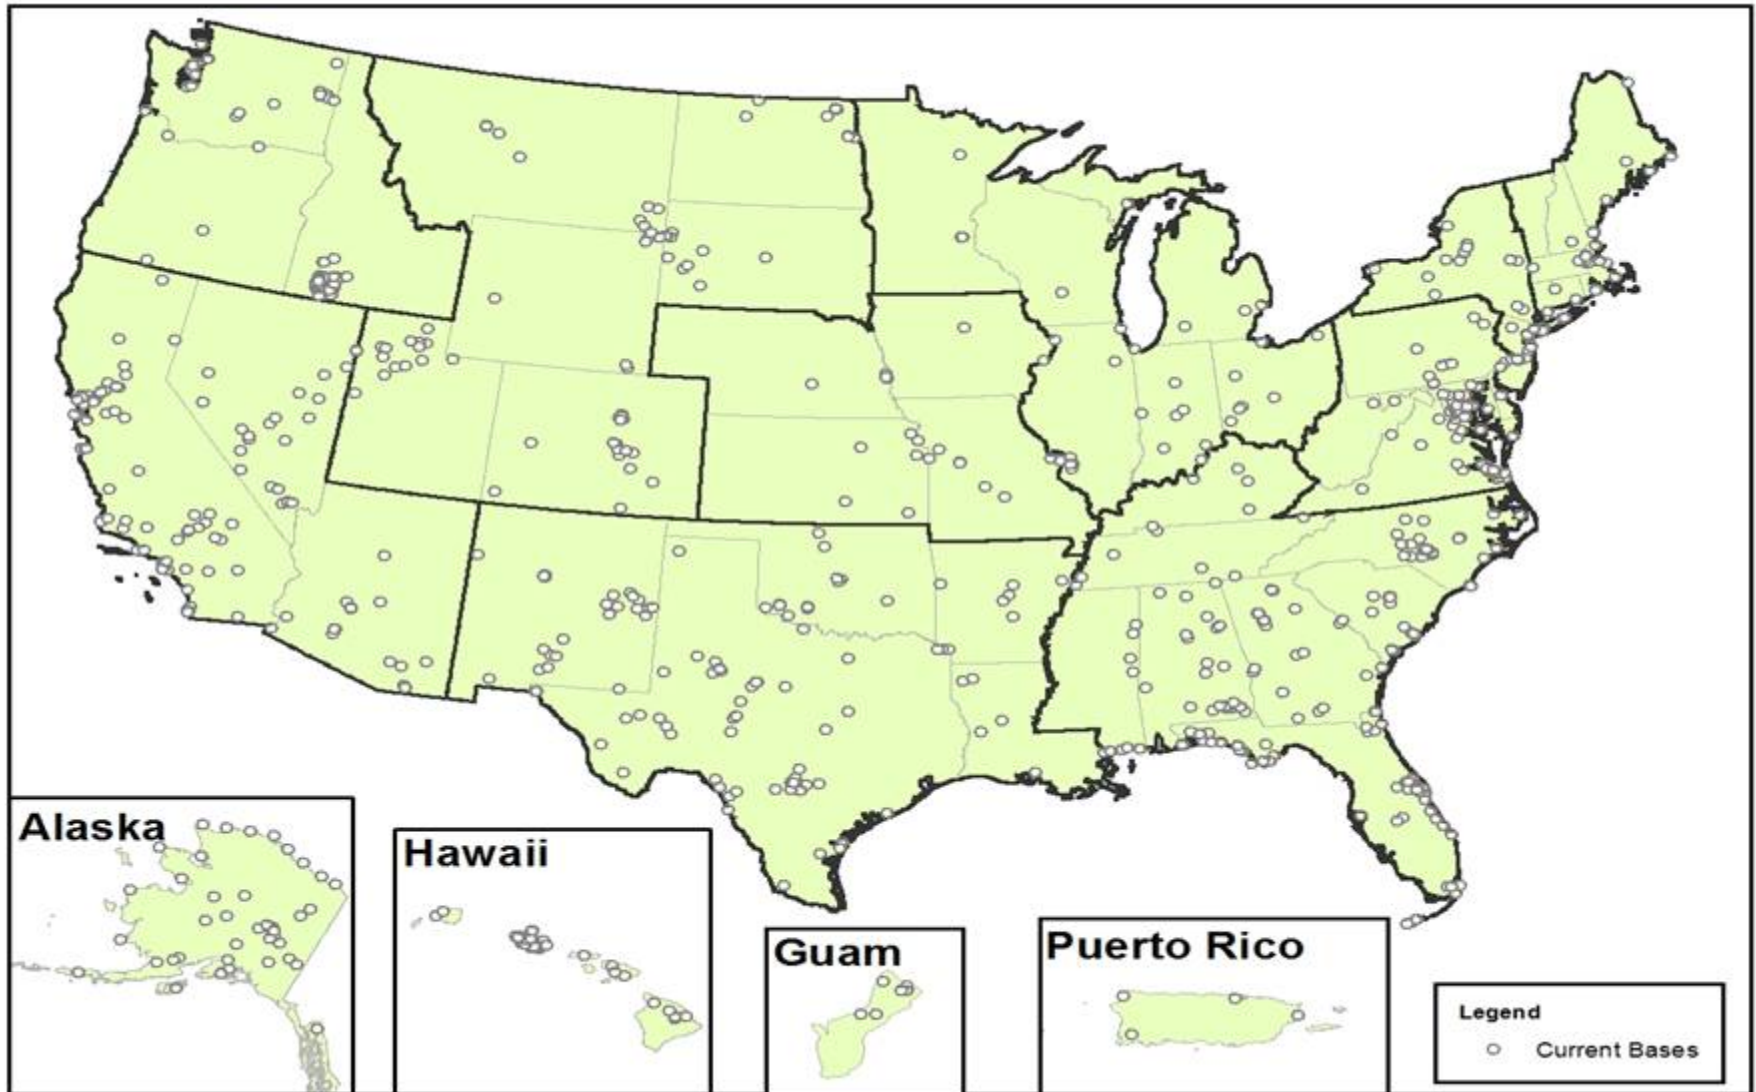 Alaska
Hawaii
Guam
Puerto Rico
Legend
Current Bases